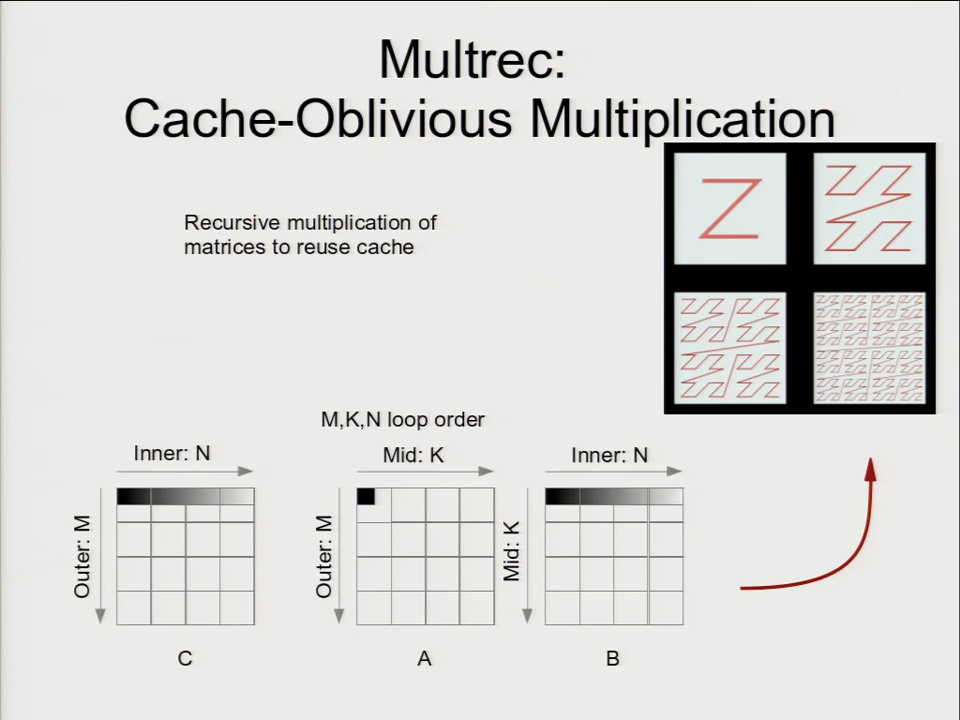 Multrec:
Cache-Oblivious Multiplication
Recursive multiplication of
matrices to reuse cache
M,K,N loop order
Inner: N
Mid: K
Inner: N
Outer: M
Outer: M
Mid: K
C
A
B